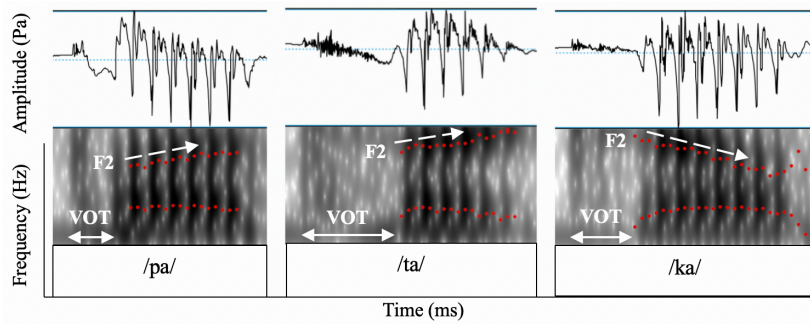 Amplitude (Pa)
Frequency (Hz)
F2
VOT
/pa/
F2
VOT
/ta/
F2
VOT
/ka/
Time (ms)